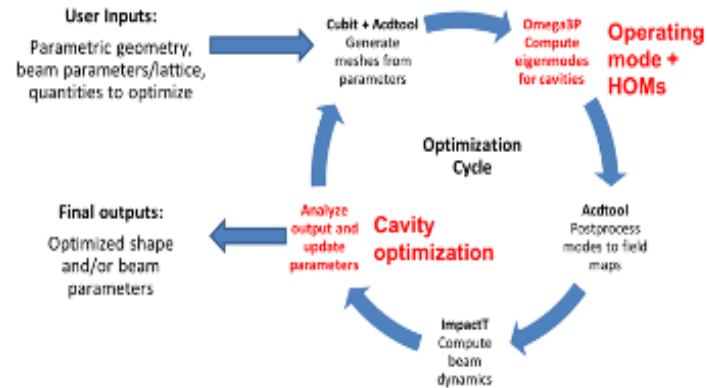 User Inputs:
Parametric geometry,
beam parameters/lattice,
quantities to optimize
Cubit + Acdtool
Generate
meshes from
parameters
Omega3P
Compute
eigenmodes
for cavities
Operating
mode +
HOMs
Optimization
Cycle
Final outputs:
Optimized shape
and/or beam
parameters
Analyze
output and
update
parameters
Cavity
optimization
Acdtool
Postprocess
modes to field
maps
ImpactT
Compute
beam
dynamics